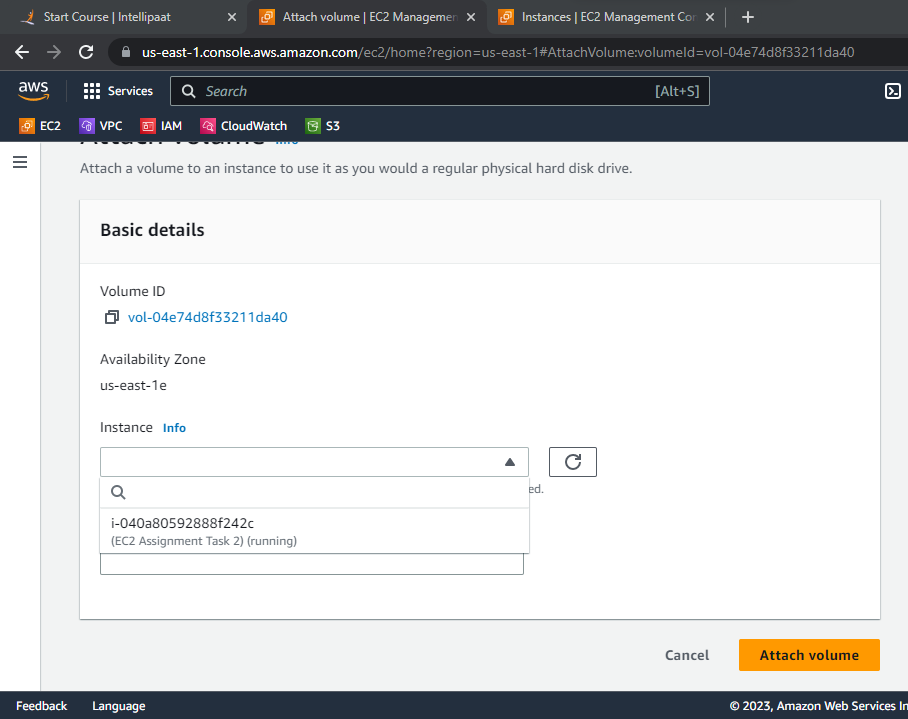 Start Course | Intellipaat
Attach volume | EC2 Managemen
Instances | EC2 Management Con
us-east-1.console.aws.amazon.com/ec2/home?region=us-east-1#AttachVolume:volumeId=vol-04e74d8f33211da40
aws
Services
Search
[Alt+S]
EC2
VPC
IAM
CloudWatch
S3
Attach volume Info
Attach a volume to an instance to use it as you would a regular physical hard disk drive.
Basic details
Volume ID
vol-04e74d8f33211da40
Availability Zone
us-east-1e
Instance Info
ed.
i-040a80592888f242c
(EC2 Assignment Task 2) (running)
Cancel
Attach volume
Feedback
Language
© 2023, Amazon Web Services In